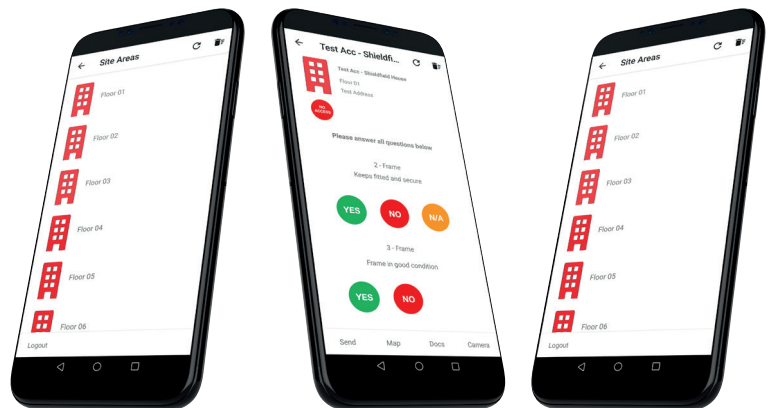 Site Areas
Floor 01
Floor 02
Floor 03
Floor 04
Floor 05
Floor 06
Logout
Test Acc - Shieldfi...
Test Acc - Shieldfield House
Floor 01
Test Address
NO ACCESS
Please answer all questions below
2 - Frame
Keeps fitted and secure
YES
NO
N/A
3 - Frame
Frame in good condition
YES
NO
Send
Map
Docs
Camera
Site Areas
Floor 01
Floor 02
Floor 03
Floor 04
Floor 05
Floor 06
Logout